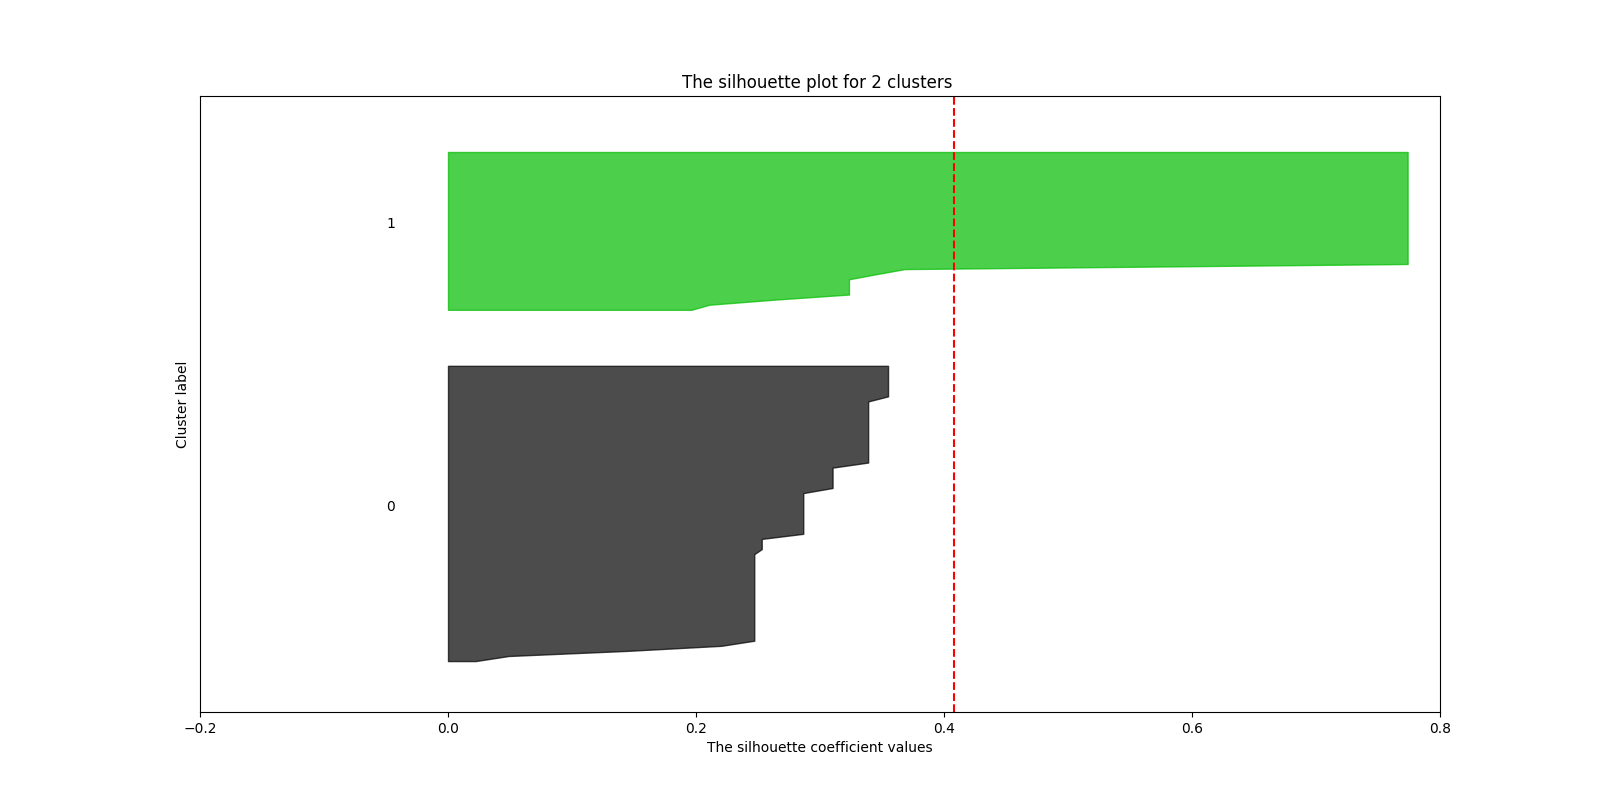 The silhouette plot for 2 clusters
1
0
Cluster label
−0.2
0.0
0.2
0.4
0.6
0.8
The silhouette coefficient values